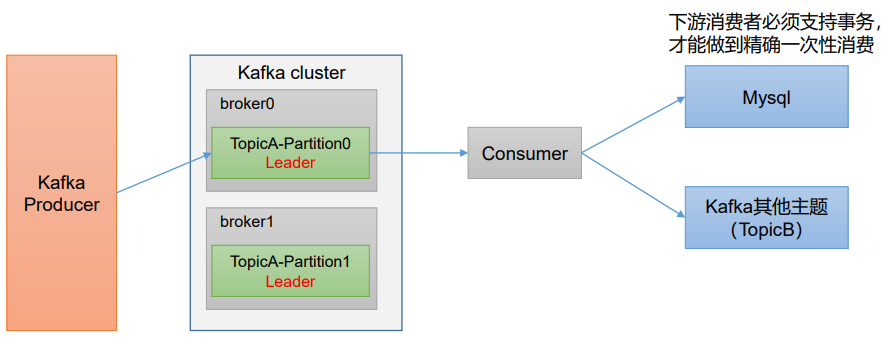 下游消费者必须支持事务，
才能做到精确一次性消费
Kafka cluster
broker0
TopicA-Partition0
Leader
broker1
TopicA-Partition1
Leader
Kafka
Producer
Consumer
Mysql
Kafka其他主题
（TopicB）